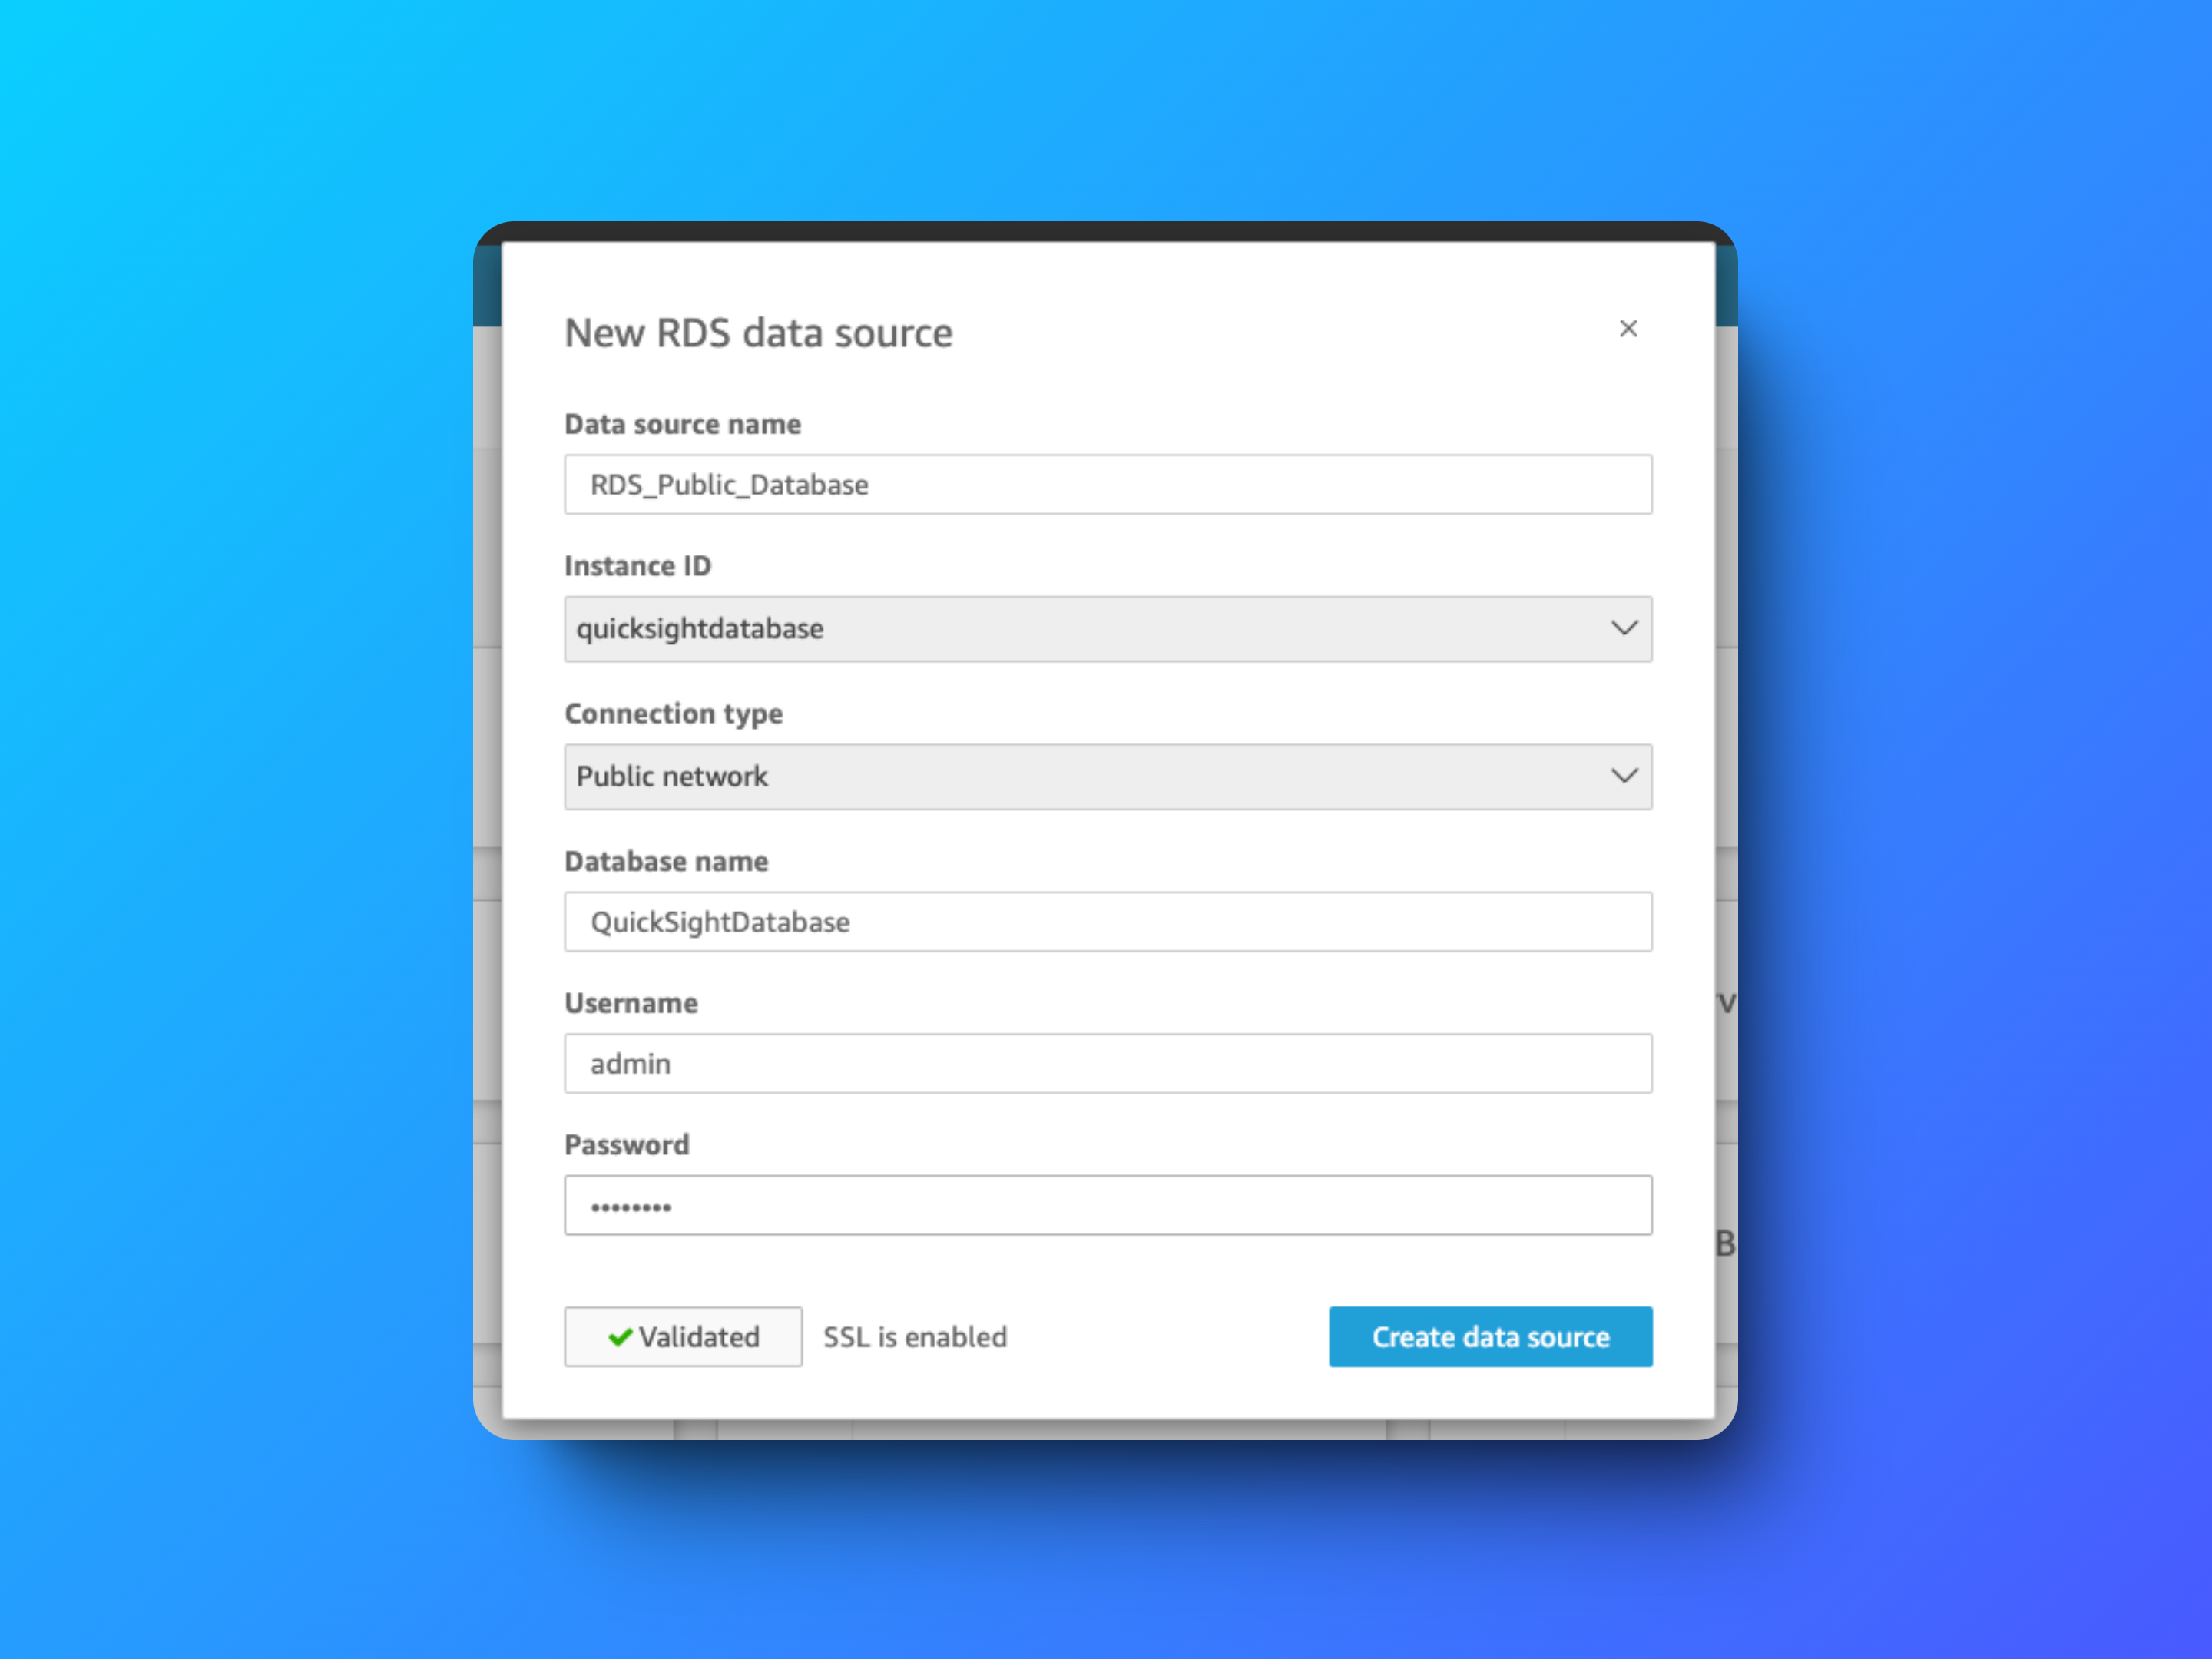 New RDS data source
×
Data source name
RDS_Public_Database
Instance ID
quicksightdatabase
Connection type
Public network
Database name
QuickSightDatabase
Username
admin
Password
••••••••
Validated
SSL is enabled
Create data source